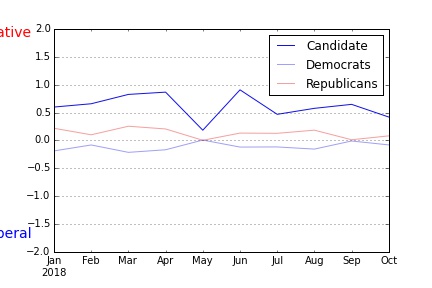 ative
2.0
1.5
1.0
0.5
0.0
−0.5
−1.0
−1.5
−2.0
peral
Candidate
Democrats
Republicans
Jan Feb Mar Apr May Jun Jul Aug Sep Oct
2018